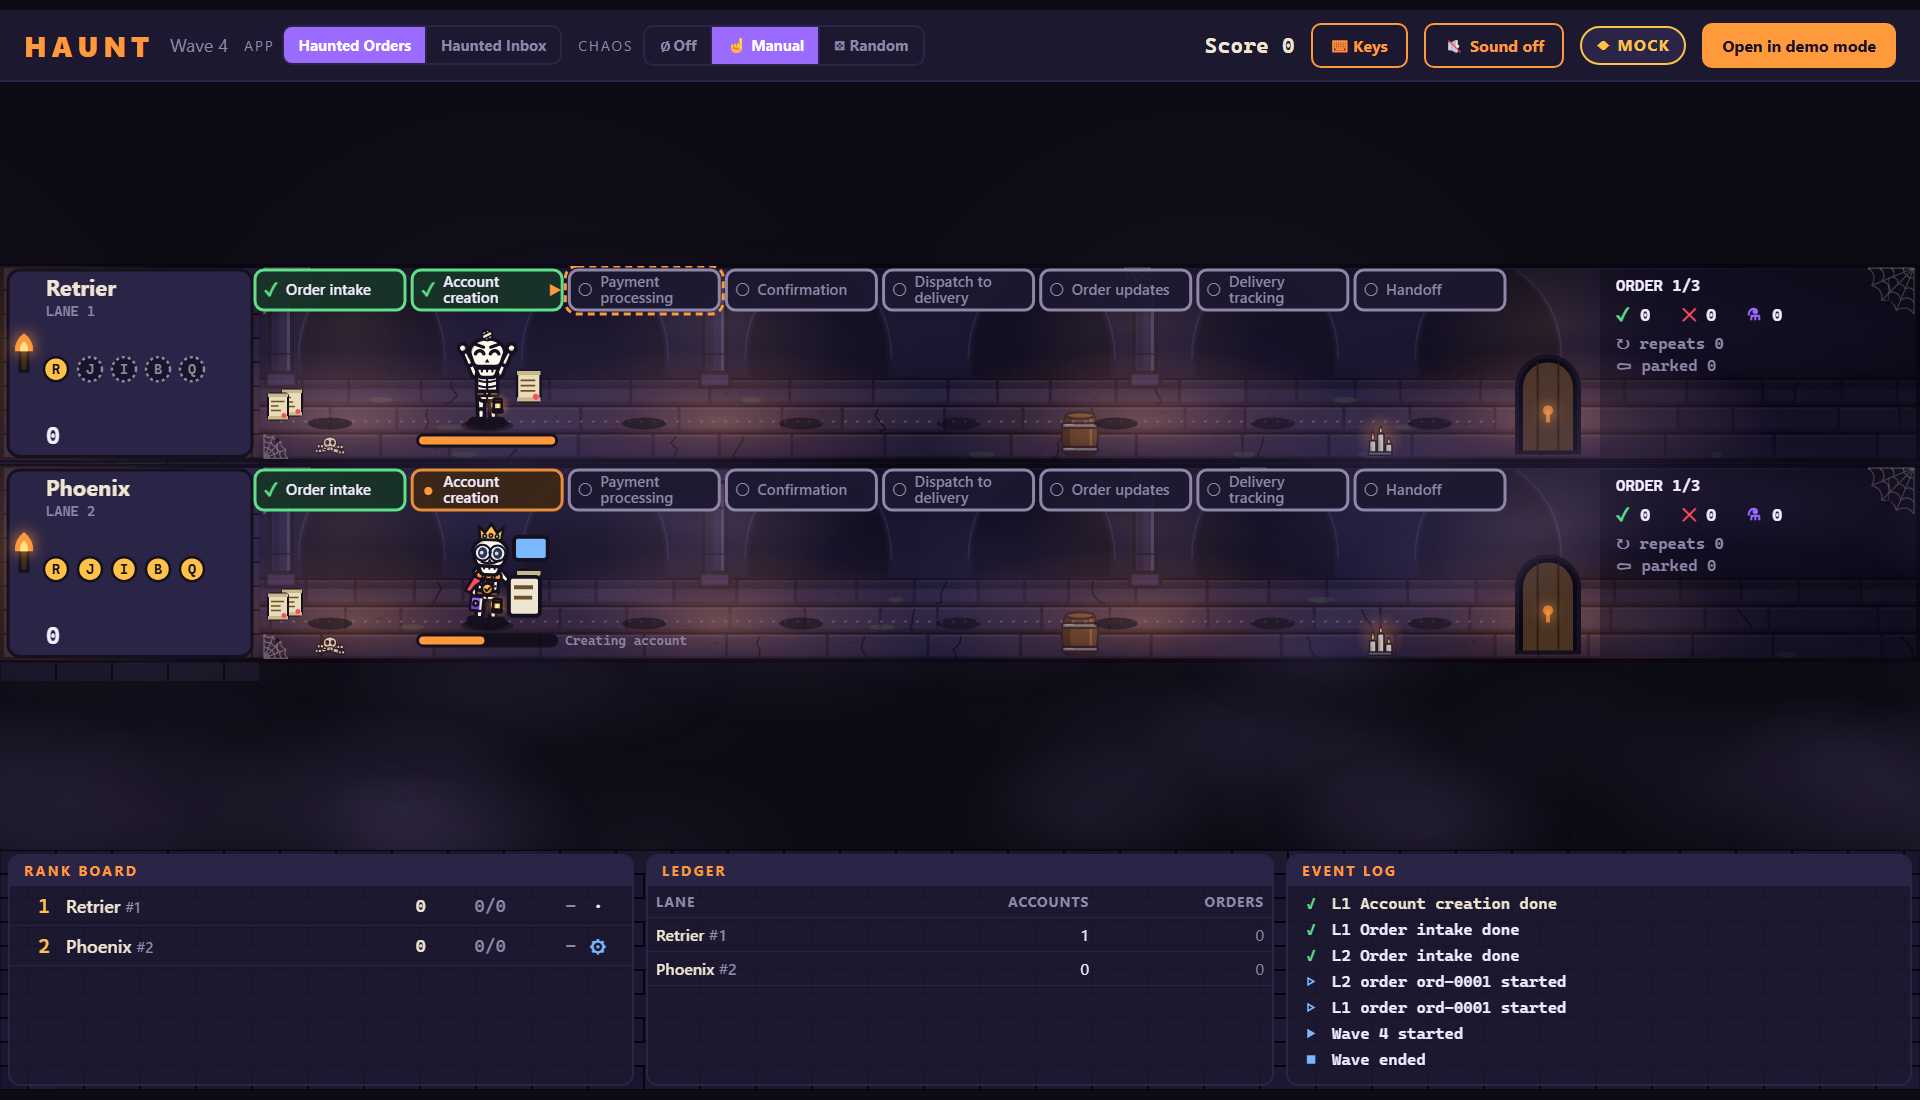 HAUNT Wave 4 APP Haunted Orders Haunted Inbox CHAOS Ø Off Manual Random Score 0 Keys Sound off MOCK Open in demo mode
Retrier
LANE 1
R J I B Q
0
✓ Order intake
✓ Account creation
Payment processing
Confirmation
Dispatch to delivery
Order updates
Delivery tracking
Handoff
ORDER 1/3
✓ 0 ✕ 0 0
↻ repeats 0
parked 0
Phoenix
LANE 2
R J I B Q
0
✓ Order intake
Account creation
Payment processing
Confirmation
Dispatch to delivery
Order updates
Delivery tracking
Handoff
Creating account
ORDER 1/3
✓ 0 ✕ 0 0
↻ repeats 0
parked 0
RANK BOARD
1 Retrier #1 0 0/0 –
2 Phoenix #2 0 0/0 –
LEDGER
LANE ACCOUNTS ORDERS
Retrier #1 1 0
Phoenix #2 0 0
EVENT LOG
✓ L1 Account creation done
✓ L1 Order intake done
✓ L2 Order intake done
L2 order ord-0001 started
L1 order ord-0001 started
Wave 4 started
Wave ended